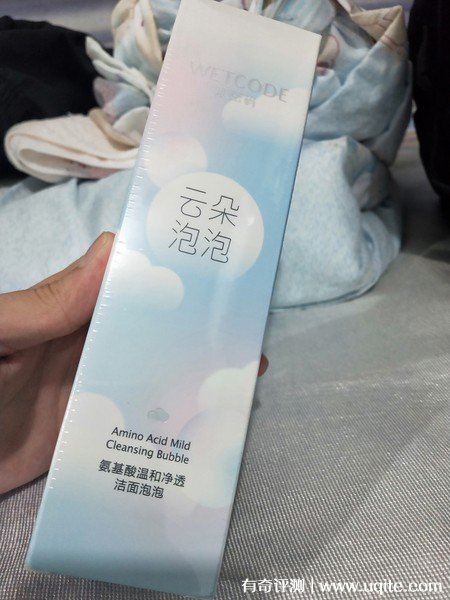 WETCODE
云朵
泡泡
Amino Acid Mild
Cleansing Bubble
氨基酸温和净透
洁面泡泡
有奇评测 | www.uqite.com